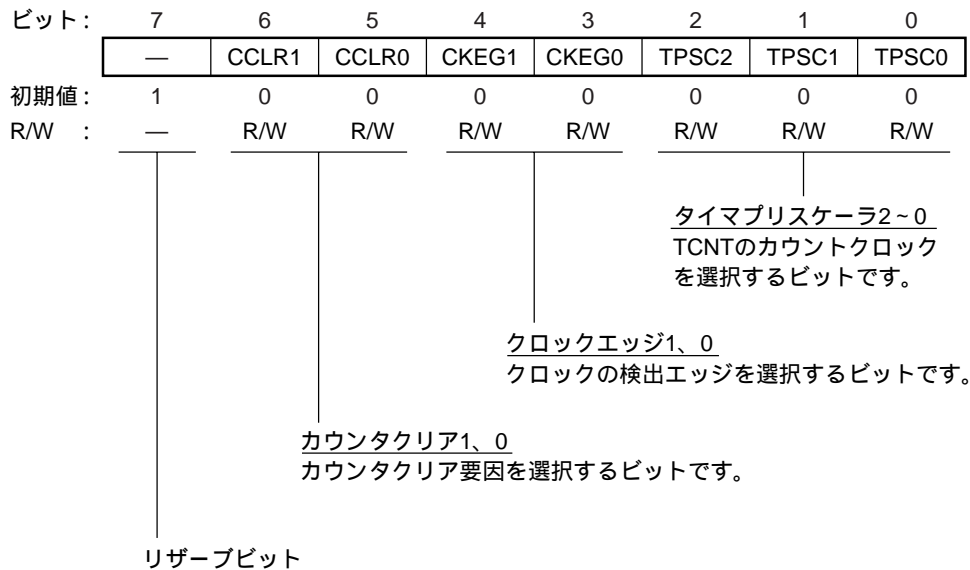 ビット : 7 6 5 4 3 2 1 0
— CCLR1 CCLR0 CKEG1 CKEG0 TPSC2 TPSC1 TPSC0
初期値 : 1 0 0 0 0 0 0 0
R/W : — R/W R/W R/W R/W R/W R/W R/W
タイマプリスケーラ2~0
TCNTのカウントクロック
を選択するビットです。
クロックエッジ1、0
クロックの検出エッジを選択するビットです。
カウンタクリア1、0
カウンタクリア要因を選択するビットです。
リザーブビット